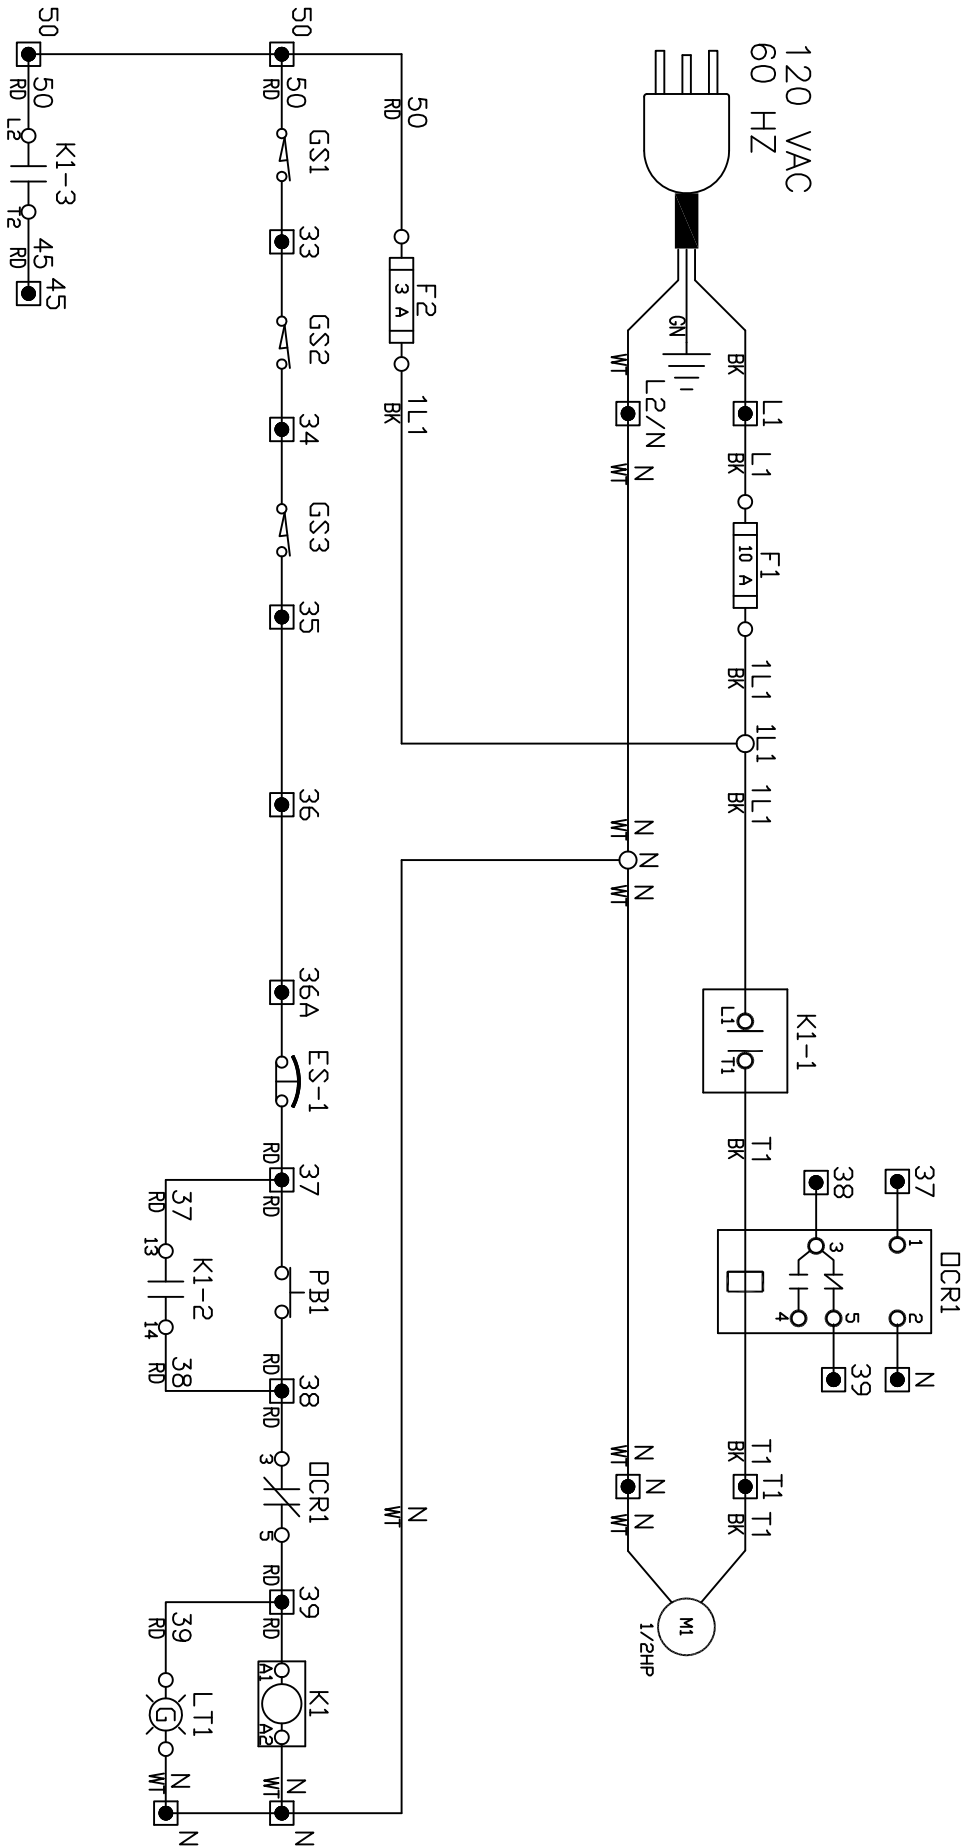 120 VAC
60 HZ
GN
BK
WT
L1
L1
BK
F1
10 A
1L1
BK
1L1
1L1
BK
K1-1
L1
T1
T1
BK
OCR1
37
1
2
N
38
3
5
4
39
T1
BK
T1
T1
BK
M1
1/2HP
L2/N
N
WT
N
WT
N
N
WT
N
WT
N
N
WT
50
RD
F2
3 A
1L1
BK
N
WT
50
50
RD
GS1
33
GS2
34
GS3
35
36
36A
ES-1
RD
37
RD
PB1
RD
38
RD
OCR1
3
5
RD
39
RD
K1
A1
A2
N
WT
N
37
RD
K1-2
13
14
38
RD
39
RD
LT1
G
N
WT
N
50
50
RD
K1-3
L2
T2
45
RD
45